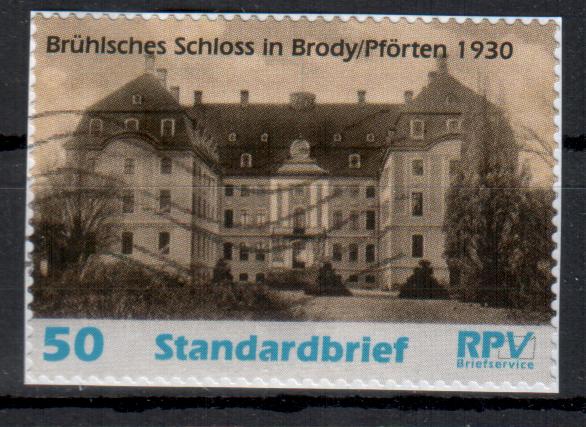 Brühlsches Schloss in Brody/Pförten 1930
50 Standardbrief RPV
Briefservice